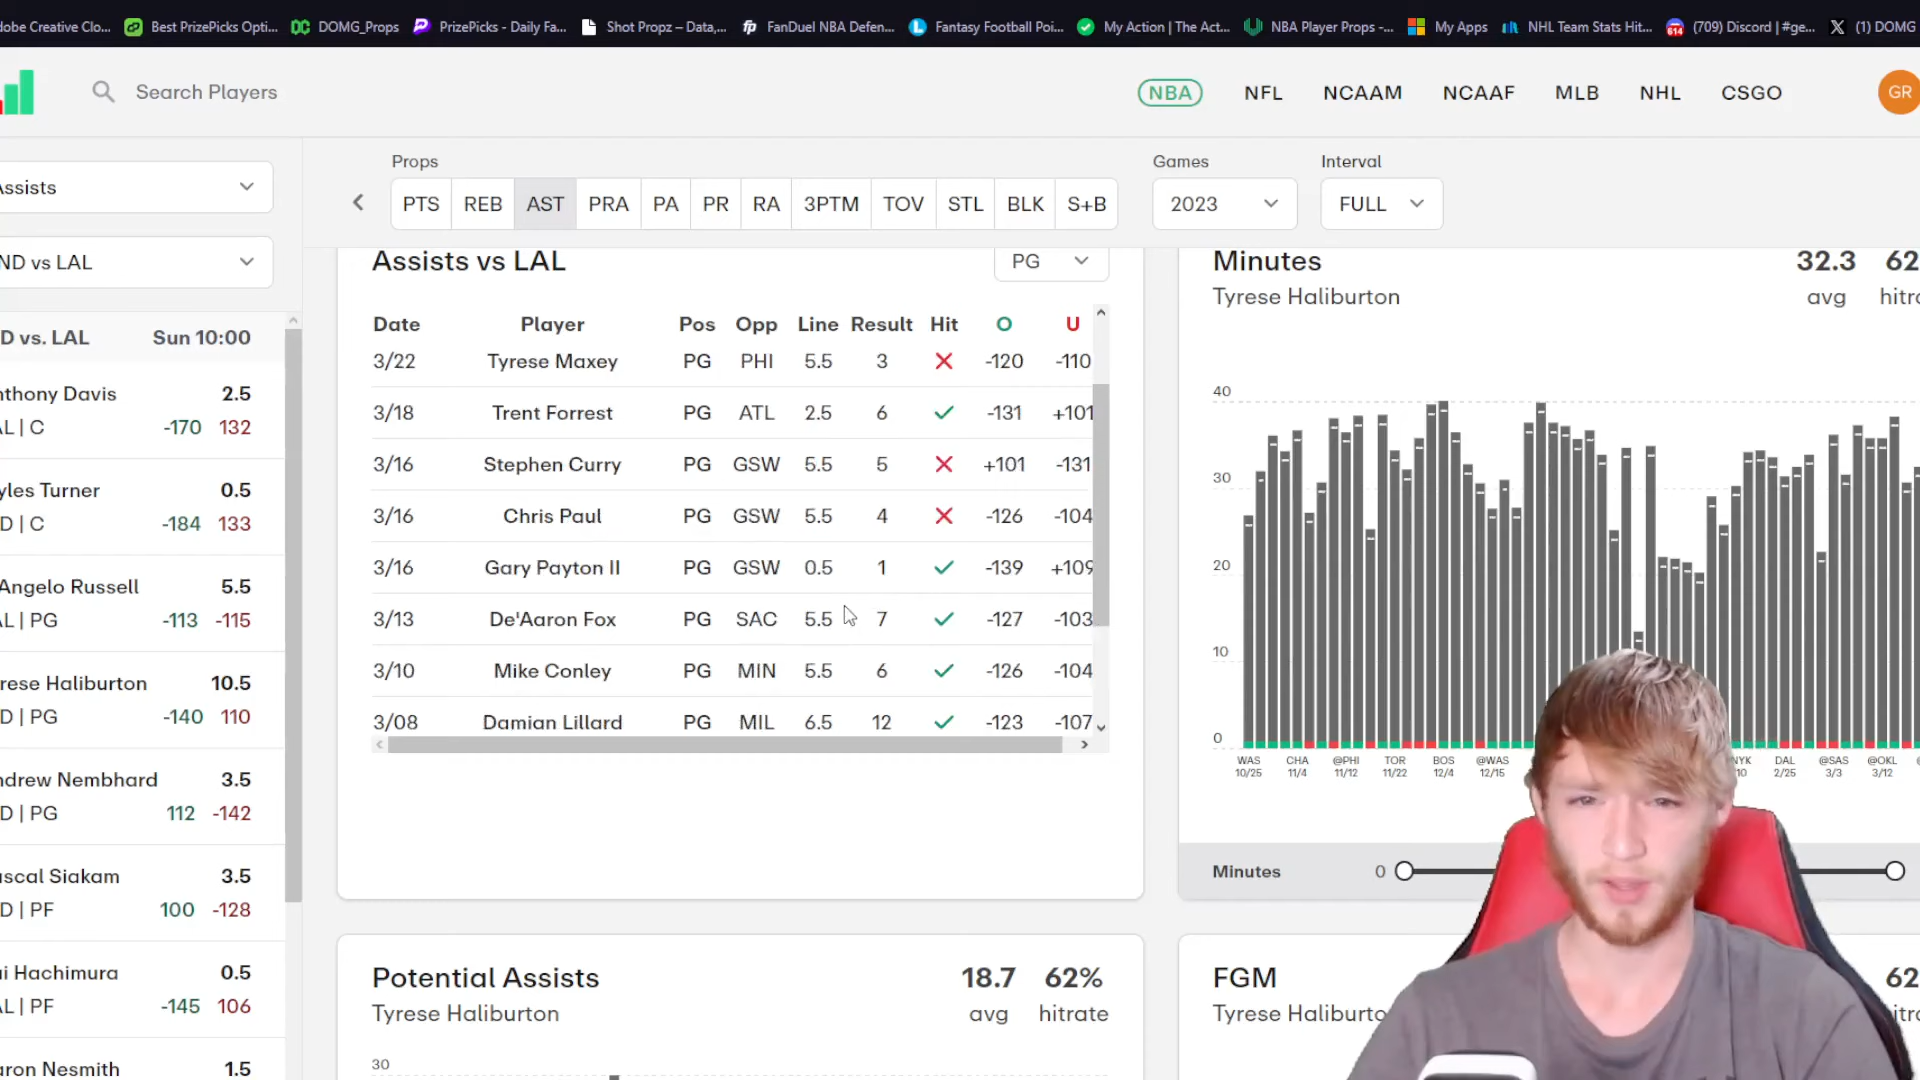 dobe Creative Clo... Best PrizePicks Opti... DOMG_Props PrizePicks - Daily Fa... Shot Propz – Data,... fp FanDuel NBA Defen... Fantasy Football Poi... My Action | The Act... NBA Player Props -... My Apps NHL Team Stats Hit... 614 (709) Discord | #ge... X (1) DOMG
Search Players
NBA NFL NCAAM NCAAF MLB NHL CSGO GR
Assists
ND vs LAL
D vs. LAL Sun 10:00
nthony Davis 2.5
AL | C -170 132
yles Turner 0.5
D | C -184 133
Angelo Russell 5.5
AL | PG -113 -115
rese Haliburton 10.5
D | PG -140 110
ndrew Nembhard 3.5
D | PG 112 -142
scal Siakam 3.5
D | PF 100 -128
i Hachimura 0.5
AL | PF -145 106
aron Nesmith 1.5
Props
PTS REB AST PRA PA PR RA 3PTM TOV STL BLK S+B
Games
2023
Interval
FULL
Assists vs LAL
PG
Date Player Pos Opp Line Result Hit O U
3/22 Tyrese Maxey PG PHI 5.5 3 -120 -110
3/18 Trent Forrest PG ATL 2.5 6 -131 +101
3/16 Stephen Curry PG GSW 5.5 5 +101 -131
3/16 Chris Paul PG GSW 5.5 4 -126 -104
3/16 Gary Payton II PG GSW 0.5 1 -139 +109
3/13 De'Aaron Fox PG SAC 5.5 7 -127 -103
3/10 Mike Conley PG MIN 5.5 6 -126 -104
3/08 Damian Lillard PG MIL 6.5 12 -123 -107
Minutes 32.3 62
Tyrese Haliburton avg hitr
40
30
20
10
0
WAS CHA @PHI TOR BOS @WAS NYK DAL @SAS @OKL
10/25 11/4 11/12 11/22 12/4 12/15 10 2/25 3/3 3/12
Minutes 0
Potential Assists 18.7 62%
Tyrese Haliburton avg hitrate
30
FGM 62
Tyrese Haliburto itr